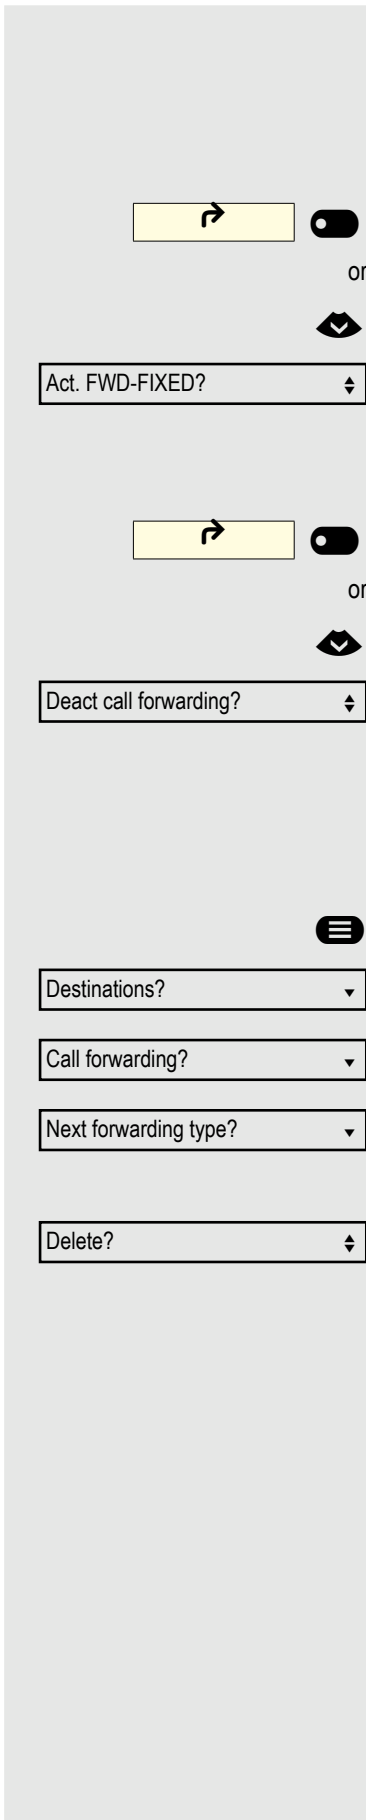 or
Act. FWD-FIXED?
or
Deact call forwarding?
Destinations?
Call forwarding?
Next forwarding type?
Delete?